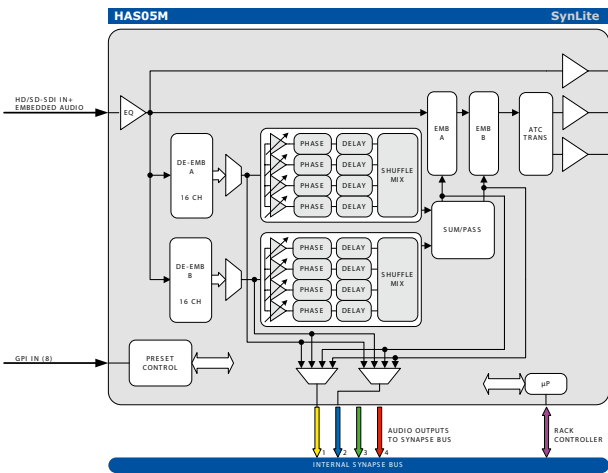 HAS05M
SynLite
HD/SD-SDI IN+
EMBEDDED AUDIO
EQ
DE-EMB
A
16 CH
PHASE DELAY
PHASE DELAY
PHASE DELAY
PHASE DELAY
SHUFFLE
MIX
EMB
A
EMB
B
ATC
TRANS
SUM/PASS
DE-EMB
B
16 CH
PHASE DELAY
PHASE DELAY
PHASE DELAY
PHASE DELAY
SHUFFLE
MIX
GPI IN (8)
PRESET
CONTROL
μP
1 2 3 4
AUDIO OUTPUTS
TO SYNAPSE BUS
RACK
CONTROLLER
INTERNAL SYNAPSE BUS